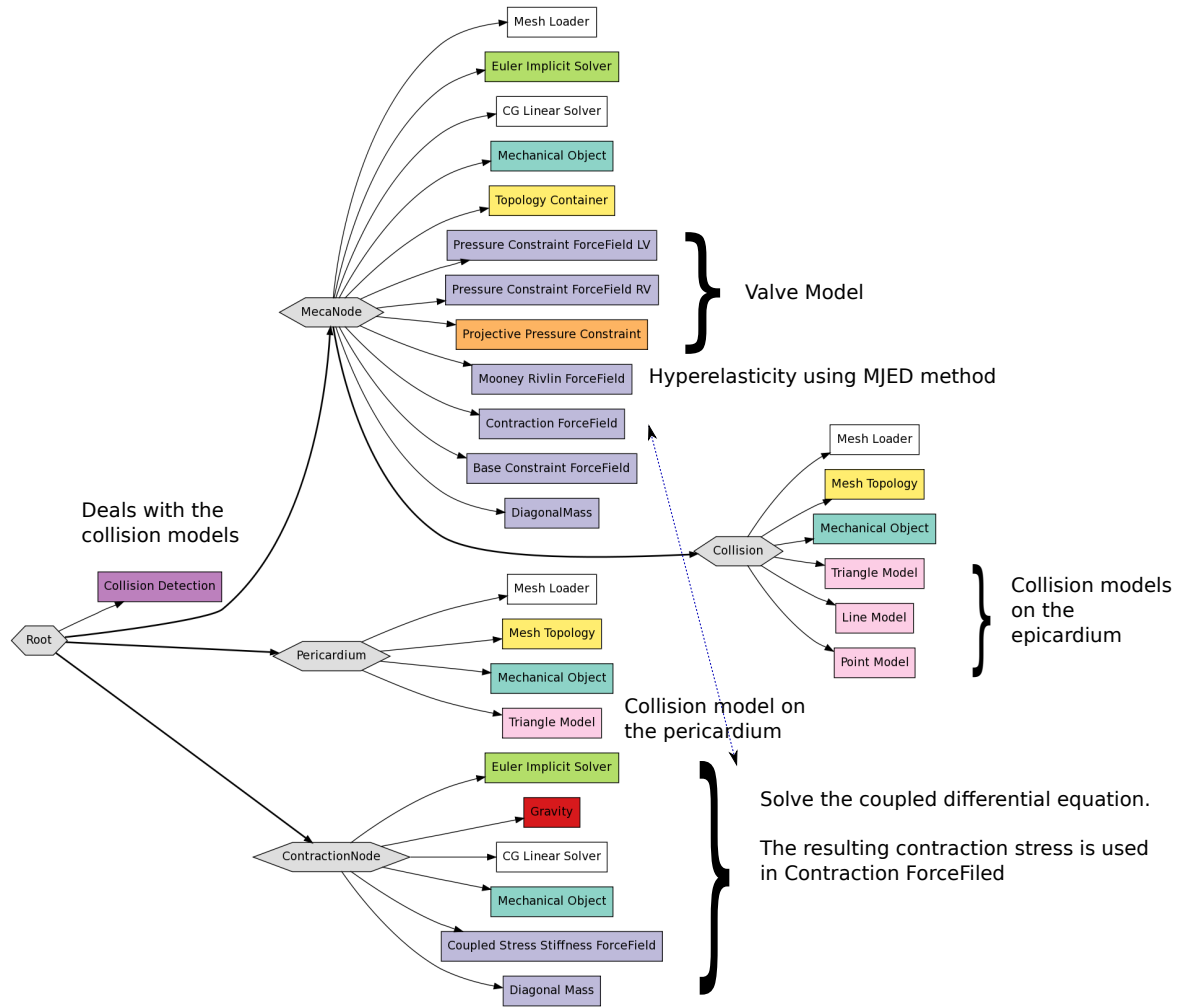 Mesh Loader
Euler Implicit Solver
CG Linear Solver
Mechanical Object
Topology Container
Pressure Constraint ForceField LV
Pressure Constraint ForceField RV
Valve Model
MecaNode
Projective Pressure Constraint
Mooney Rivlin ForceField
Hyperelasticity using MJED method
Contraction ForceField
Base Constraint ForceField
DiagonalMass
Mesh Loader
Mesh Topology
Mechanical Object
Collision
Triangle Model
Line Model
Point Model
Collision models
on the
epicardium
Deals with the
collision models
Collision Detection
Root
Mesh Loader
Mesh Topology
Pericardium
Mechanical Object
Triangle Model
Collision model on
the pericardium
Euler Implicit Solver
Gravity
ContractionNode
CG Linear Solver
Mechanical Object
Coupled Stress Stiffness ForceField
Diagonal Mass
Solve the coupled differential equation.
The resulting contraction stress is used
in Contraction ForceFiled